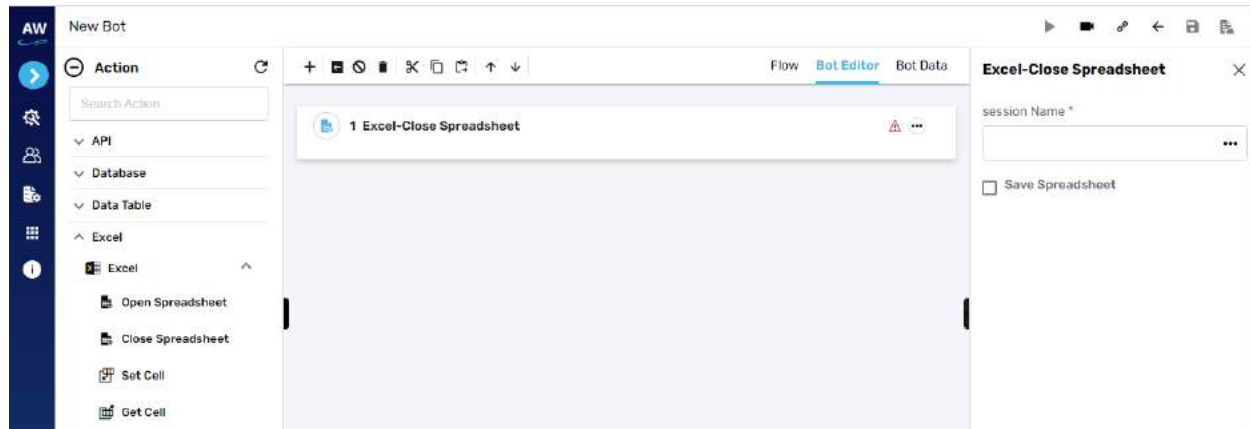 AW New Bot
Action
Search Action
API
Database
Data Table
Excel
Excel
Open Spreadsheet
Close Spreadsheet
Set Cell
Get Cell
Flow Bot Editor Bot Data
1 Excel-Close Spreadsheet
Excel-Close Spreadsheet
session Name *
Save Spreadsheet